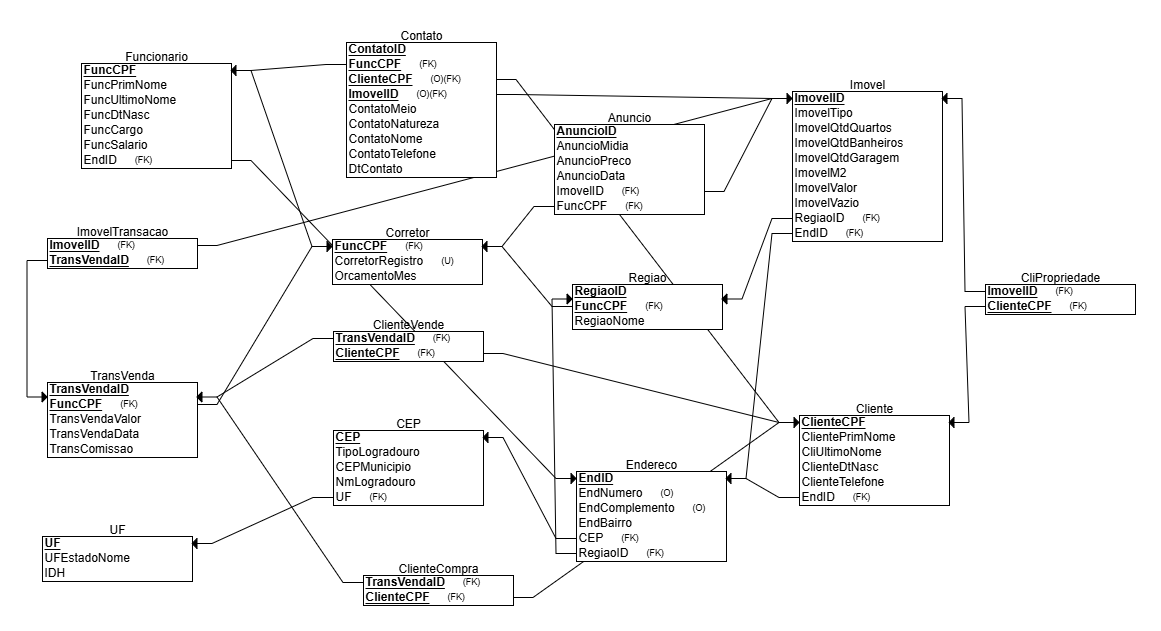 Funcionario
FuncCPF
FuncPrimNome
FuncUltimoNome
FuncDtNasc
FuncCargo
FuncSalario
EndID (FK)
Contato
ContatoID
FuncCPF (FK)
ClienteCPF (O)(FK)
ImovelID (O)(FK)
ContatoMeio
ContatoNatureza
ContatoNome
ContatoTelefone
DtContato
Anuncio
AnuncioID
AnuncioMidia
AnuncioPreco
AnuncioData
ImovelID (FK)
FuncCPF (FK)
Imovel
ImovelID
ImovelTipo
ImovelQtdQuartos
ImovelQtdBanheiros
ImovelQtdGaragem
ImovelM2
ImovelValor
ImovelVazio
RegiaoID (FK)
EndID (FK)
ImovelTransacao
ImovelID (FK)
TransVendaID (FK)
Corretor
FuncCPF (FK)
CorretorRegistro (U)
OrcamentoMes
Regiao
RegiaoID
FuncCPF (FK)
RegiaoNome
CliPropriedade
ImovelID (FK)
ClienteCPF (FK)
ClienteVende
TransVendaID (FK)
ClienteCPF (FK)
TransVenda
TransVendaID
FuncCPF (FK)
TransVendaValor
TransVendaData
TransComissao
CEP
CEP
TipoLogradouro
CEPMunicipio
NmLogradouro
UF (FK)
Cliente
ClienteCPF
ClientePrimNome
CliUltimoNome
ClienteDtNasc
ClienteTelefone
EndID (FK)
Endereco
EndID
EndNumero (O)
EndComplemento (O)
EndBairro
CEP (FK)
RegiaoID (FK)
UF
UF
UFEstadoNome
IDH
ClienteCompra
TransVendaID (FK)
ClienteCPF (FK)